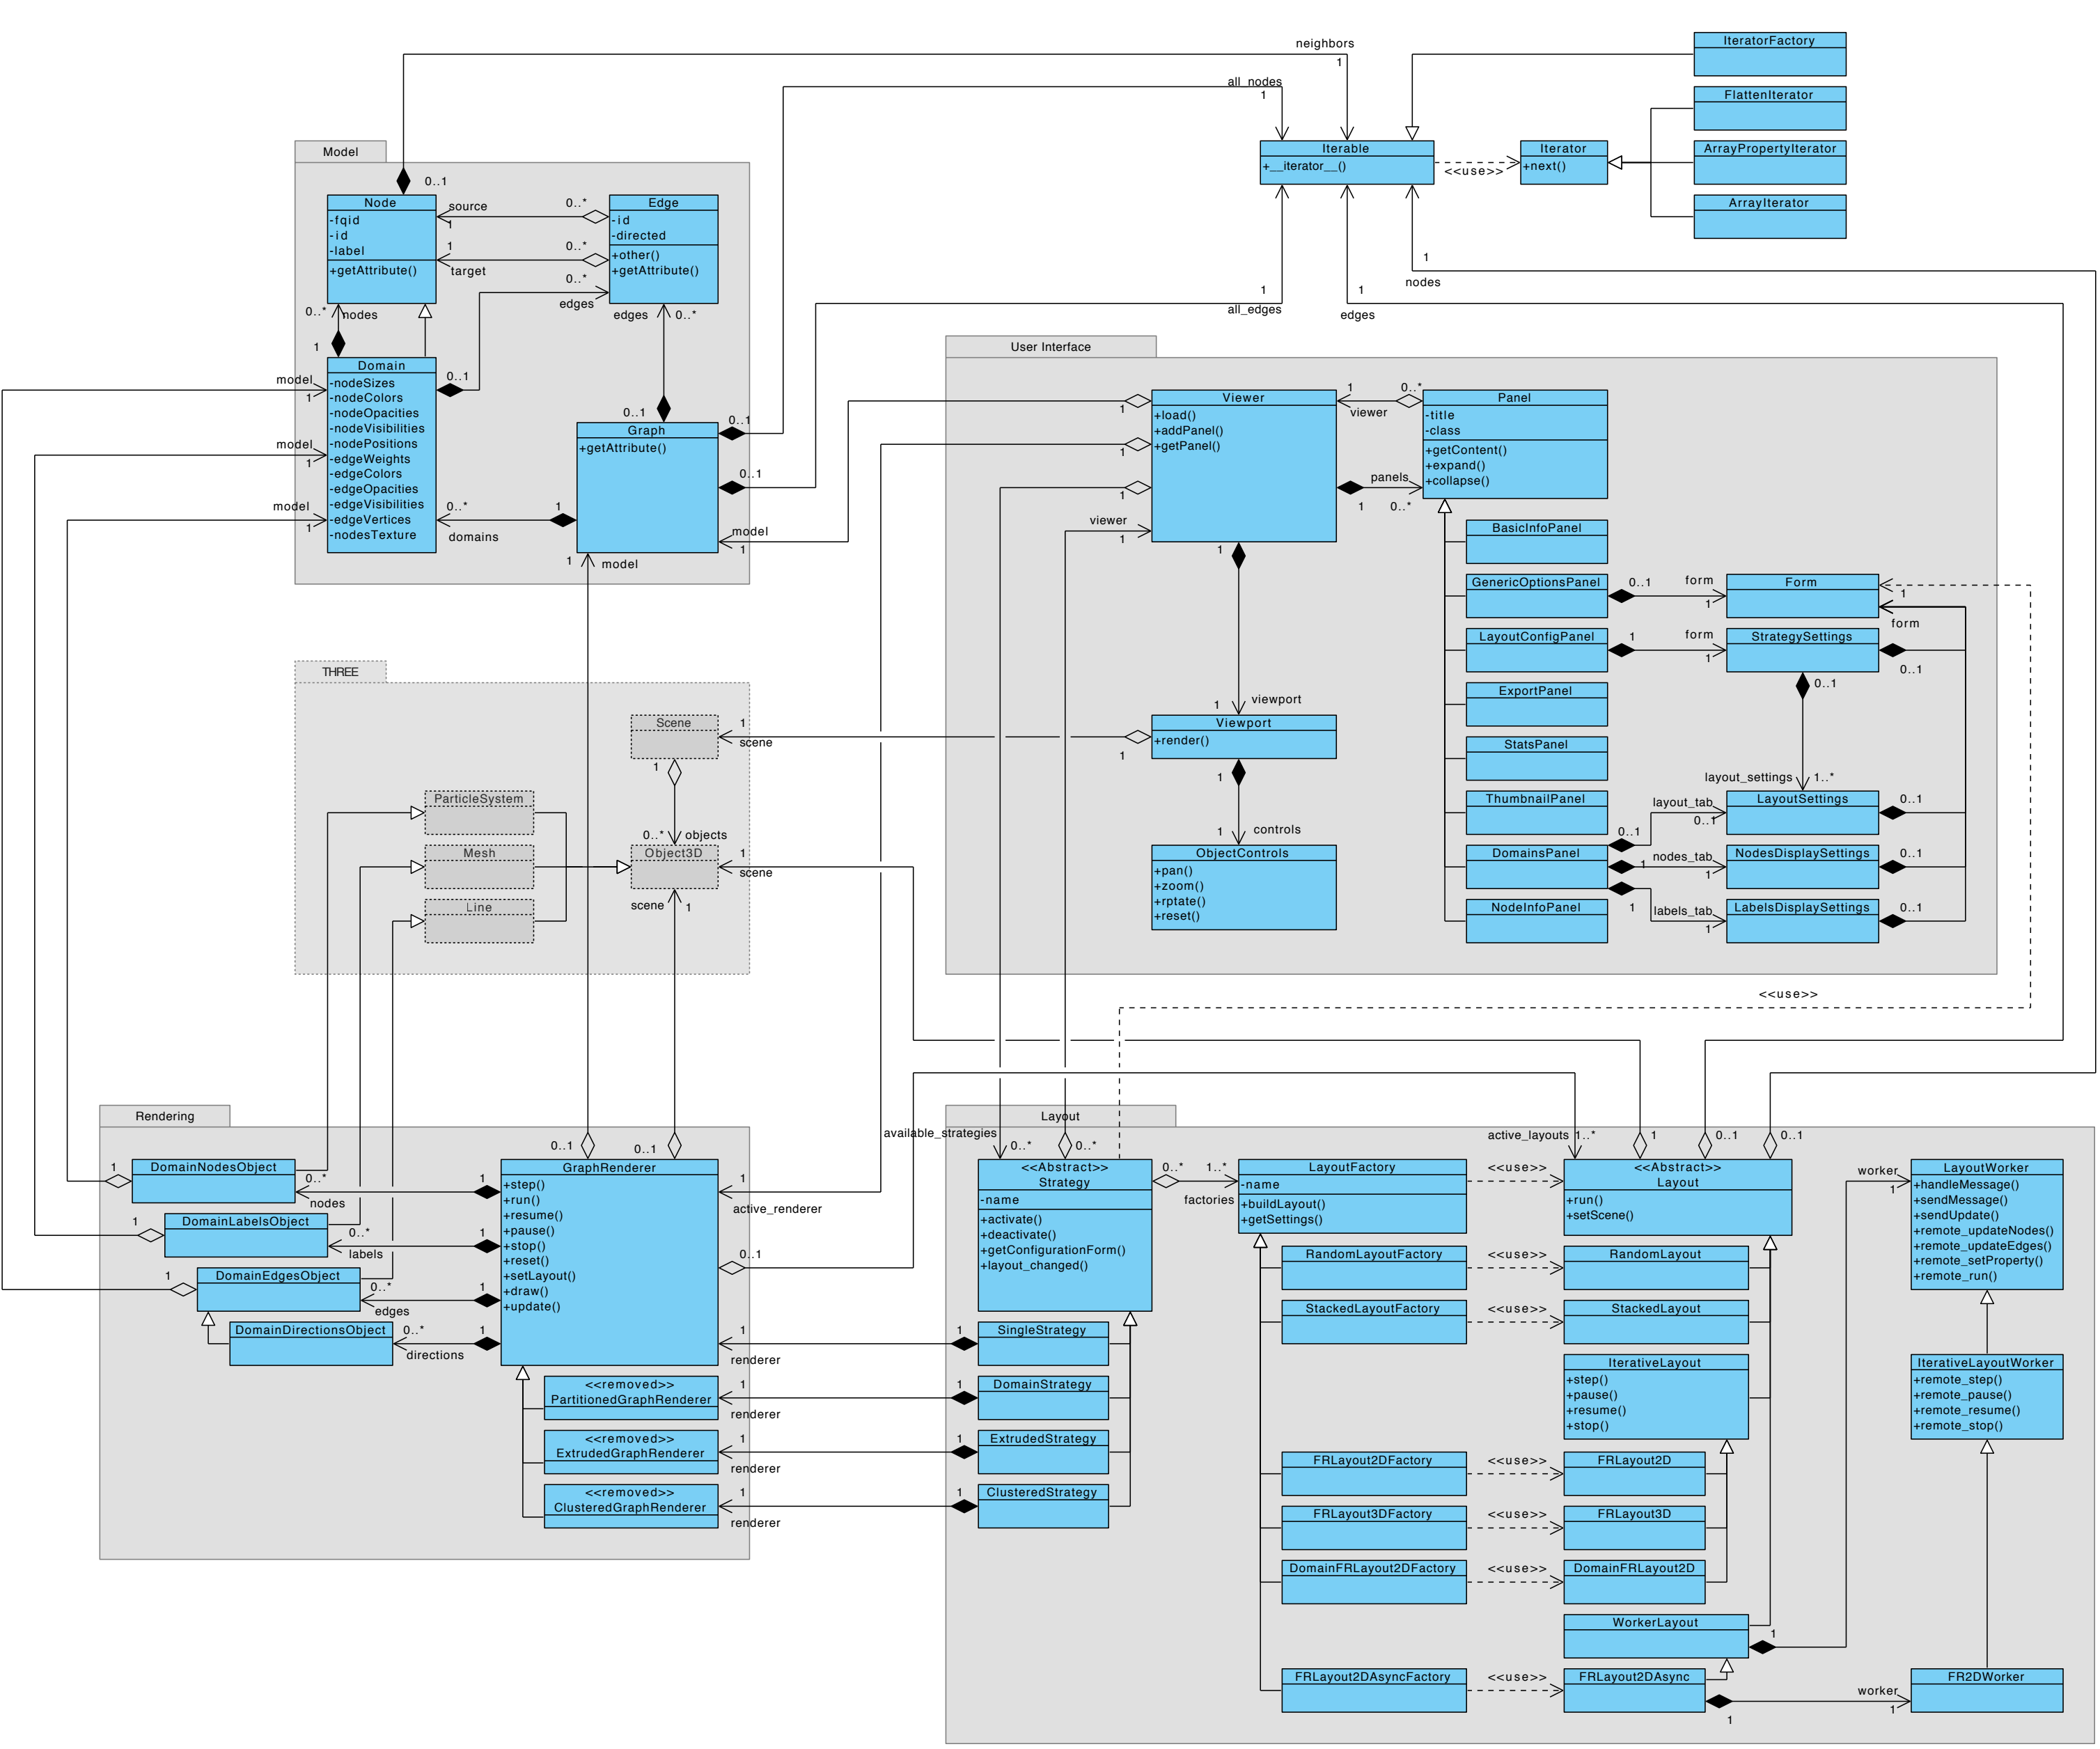 neighbors
1
all_nodes
1
IteratorFactory
FlattenIterator
ArrayPropertyIterator
ArrayIterator
Iterable
+__iterator__()
<<use>>
Iterator
+next()
1
nodes
1
edges
1
all_edges
Model
0..1
Node
-fqid
-id
-label
+getAttribute()
source
1
0..*
1
target
0..*
Edge
-id
-directed
+other()
+getAttribute()
0..*
edges
0..*
nodes
1
edges
0..*
0..1
Domain
-nodeSizes
-nodeColors
-nodeOpacities
-nodeVisibilities
-nodePositions
-edgeWeights
-edgeColors
-edgeOpacities
-edgeVisibilities
-edgeVertices
-nodesTexture
model
1
model
1
model
1
0..1
Graph
+getAttribute()
0..1
0..1
0..*
domains
1
model
1
1
model
User Interface
Viewer
+load()
+addPanel()
+getPanel()
1
1
1
viewer
1
1
viewer
0..*
Panel
-title
-class
+getContent()
+expand()
+collapse()
panels
1
0..*
1
BasicInfoPanel
GenericOptionsPanel
0..1
form
1
Form
1
form
LayoutConfigPanel
1
form
1
StrategySettings
0..1
0..1
ExportPanel
StatsPanel
layout_settings
1..*
ThumbnailPanel
layout_tab
0..1
LayoutSettings
0..1
0..1
DomainsPanel
1
nodes_tab
1
NodesDisplaySettings
0..1
1
labels_tab
1
LabelsDisplaySettings
0..1
NodeInfoPanel
1
viewport
Viewport
+render()
1
1
1
controls
ObjectControls
+pan()
+zoom()
+rptate()
+reset()
THREE
Scene
1
scene
1
0..*
objects
Object3D
1
scene
scene
1
ParticleSystem
Mesh
Line
<<use>>
Rendering
1
DomainNodesObject
0..*
nodes
1
1
DomainLabelsObject
0..*
labels
1
1
DomainEdgesObject
0..*
edges
1
DomainDirectionsObject
0..*
directions
1
0..1
0..1
GraphRenderer
+step()
+run()
+resume()
+pause()
+stop()
+reset()
+setLayout()
+draw()
+update()
1
active_renderer
0..1
1
renderer
<<removed>>
PartitionedGraphRenderer
1
renderer
<<removed>>
ExtrudedGraphRenderer
1
renderer
<<removed>>
ClusteredGraphRenderer
1
renderer
Layout
available_strategies
0..*
0..*
<<Abstract>>
Strategy
-name
+activate()
+deactivate()
+getConfigurationForm()
+layout_changed()
0..*
1..*
factories
1
SingleStrategy
1
DomainStrategy
1
ExtrudedStrategy
1
ClusteredStrategy
LayoutFactory
-name
+buildLayout()
+getSettings()
<<use>>
active_layouts
1..*
1
0..1
0..1
<<Abstract>>
Layout
+run()
+setScene()
RandomLayoutFactory
<<use>>
RandomLayout
StackedLayoutFactory
<<use>>
StackedLayout
IterativeLayout
+step()
+pause()
+resume()
+stop()
FRLayout2DFactory
<<use>>
FRLayout2D
FRLayout3DFactory
<<use>>
FRLayout3D
DomainFRLayout2DFactory
<<use>>
DomainFRLayout2D
WorkerLayout
1
FRLayout2DAsyncFactory
<<use>>
FRLayout2DAsync
1
worker
1
worker
1
LayoutWorker
+handleMessage()
+sendMessage()
+sendUpdate()
+remote_updateNodes()
+remote_updateEdges()
+remote_setProperty()
+remote_run()
IterativeLayoutWorker
+remote_step()
+remote_pause()
+remote_resume()
+remote_stop()
FR2DWorker